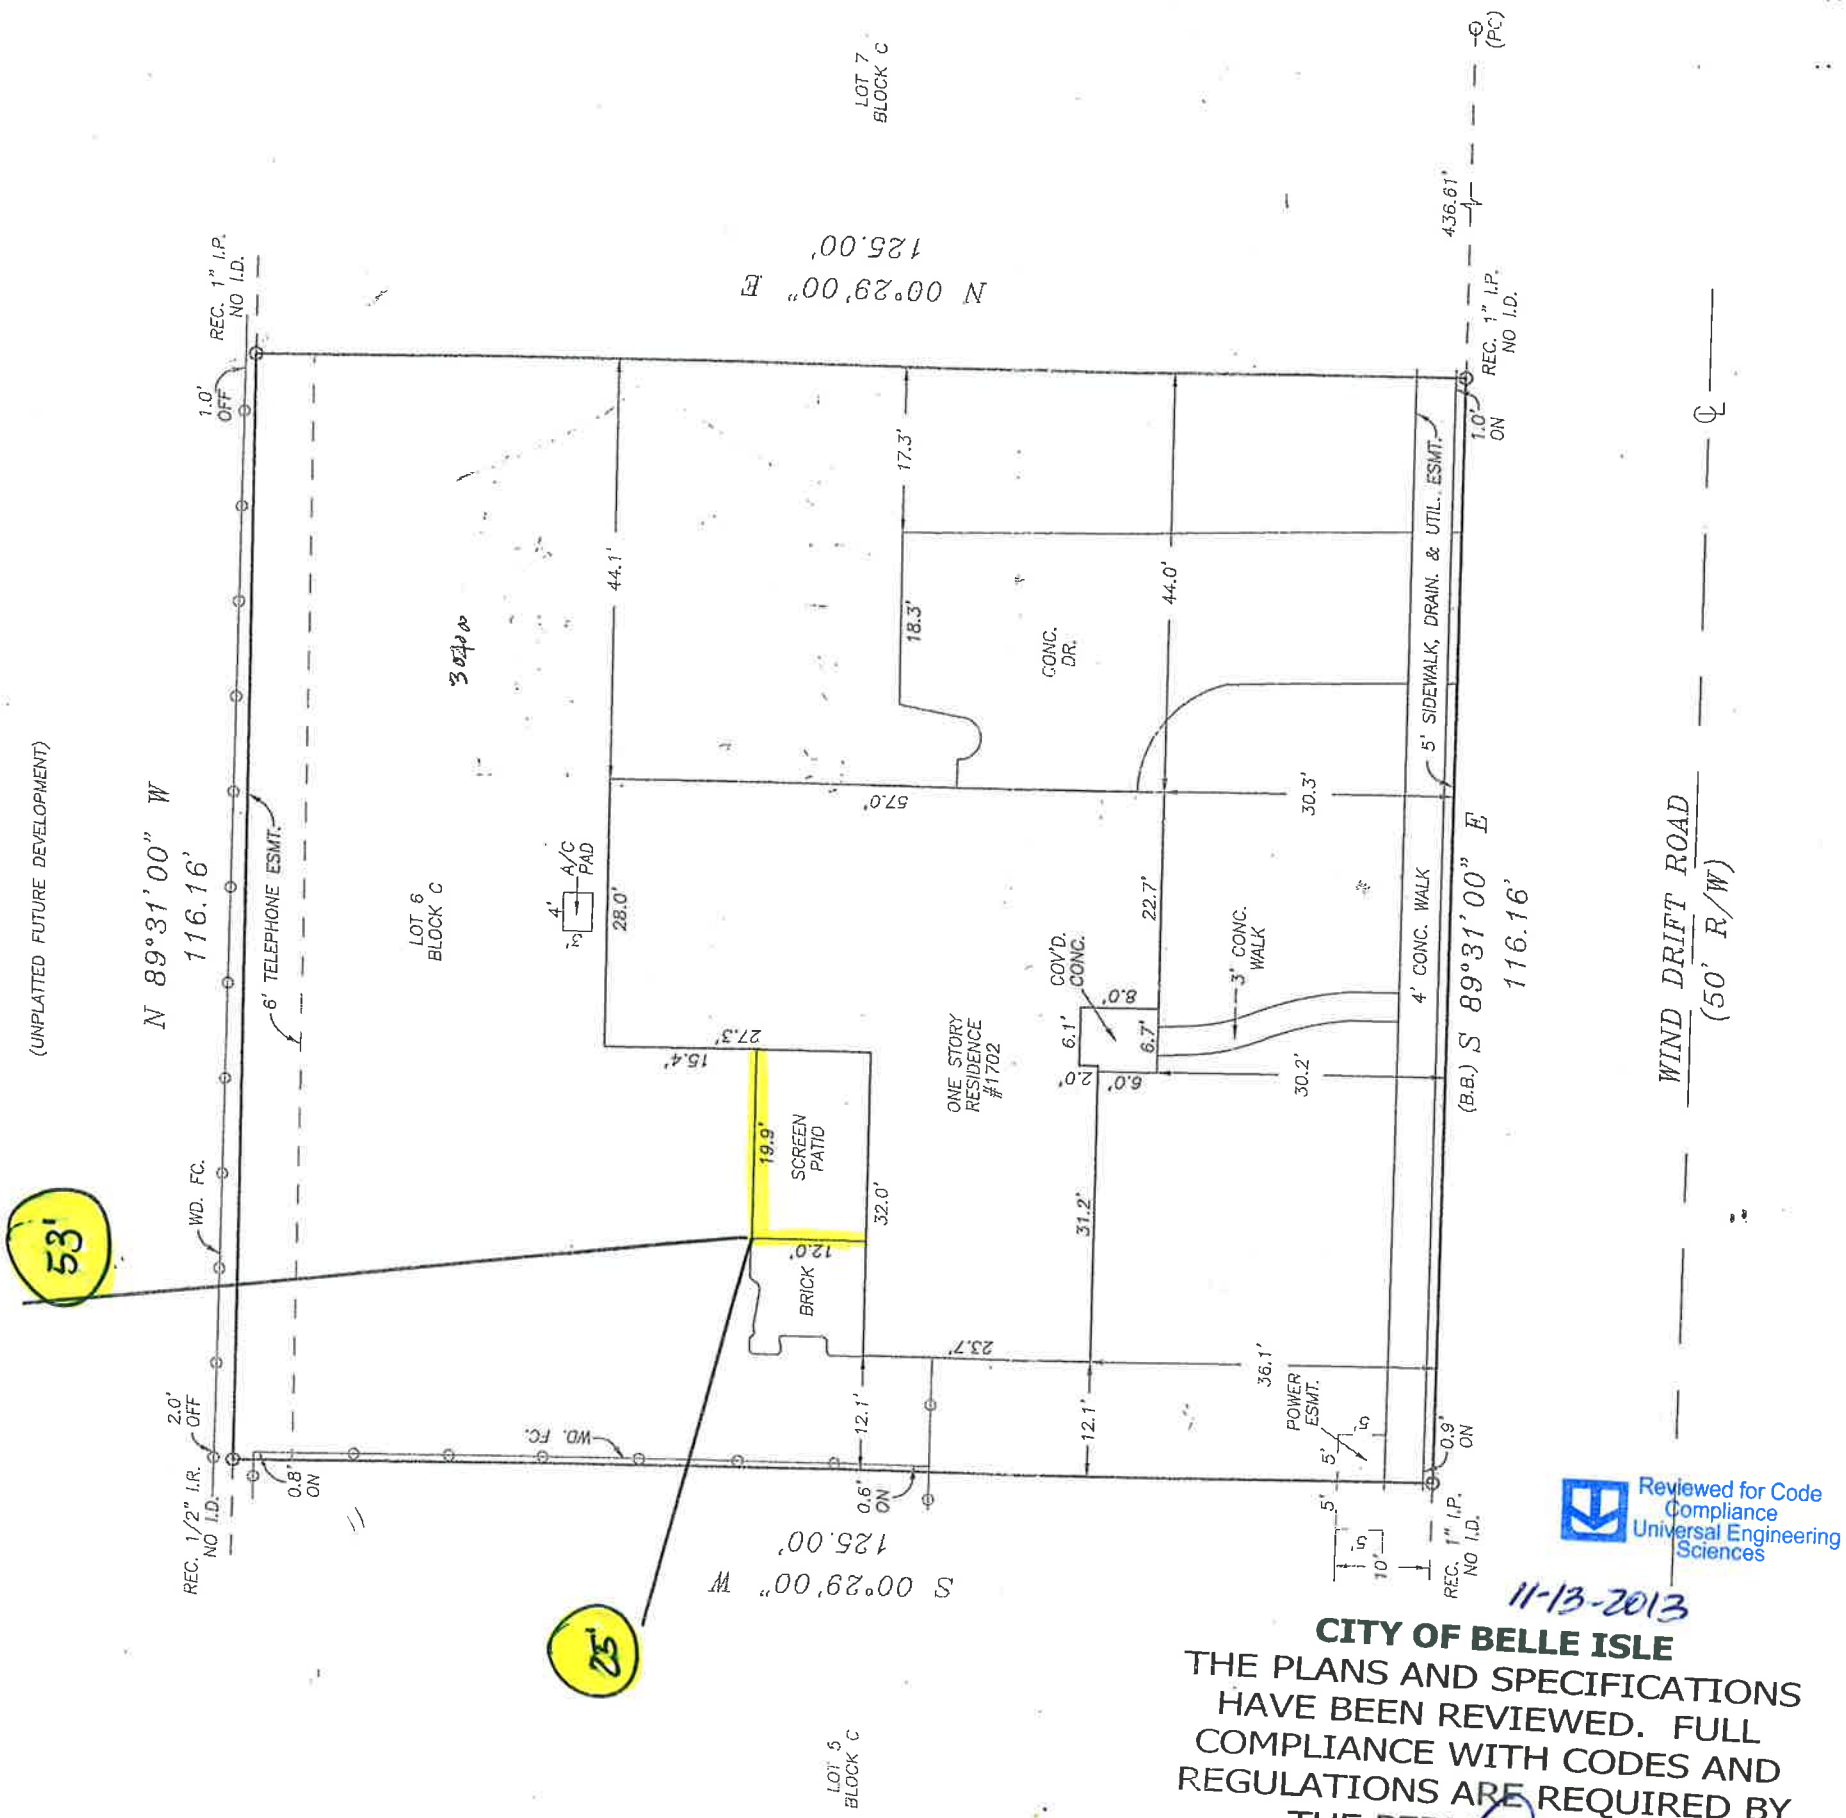 (UNPLATTED FUTURE DEVELOPMENT)
N 89°31'00" W
116.16'
REC. 1/2" I.R.
NO I.D.
2.0'
OFF
WD. FC.
6' TELEPHONE ESMT.
1.0'
OFF
REC. 1" I.P.
NO I.D.
53'
0.8'
ON
WD. FC.
LOT 6
BLOCK C
4'
3'
A/C
PAD
28.0'
44.1'
15.4'
27.3'
19.9'
SCREEN
PATIO
12.0'
BRICK
32.0'
57.0'
17.3'
18.3'
CONC.
DR.
N 00°29'00" E
125.00'
LOT 7
BLOCK C
23.7'
12.1'
0.6'
ON
S 00°29'00" W
125.00'
25'
LOT 5
BLOCK C
ONE STORY
RESIDENCE
#1702
COV'D.
CONC.
6.1'
8.0'
6.7'
2.0'
6.0'
22.7'
44.0'
31.2'
12.1'
3' CONC.
WALK
30.3'
30.2'
36.1'
POWER
ESMT.
5'
5'
5'
5'
10'
4' CONC. WALK
5' SIDEWALK, DRAIN. & UTIL. ESMT.
0.9'
ON
REC. 1" I.P.
NO I.D.
(B.B.) S 89°31'00" E
116.16'
1.0'
ON
REC. 1" I.P.
NO I.D.
436.61'
(PC)
WIND DRIFT ROAD
(50' R/W)
Reviewed for Code
Compliance
Universal Engineering
Sciences
11-13-2013
CITY OF BELLE ISLE
THE PLANS AND SPECIFICATIONS
HAVE BEEN REVIEWED. FULL
COMPLIANCE WITH CODES AND
REGULATIONS ARE REQUIRED BY
THE